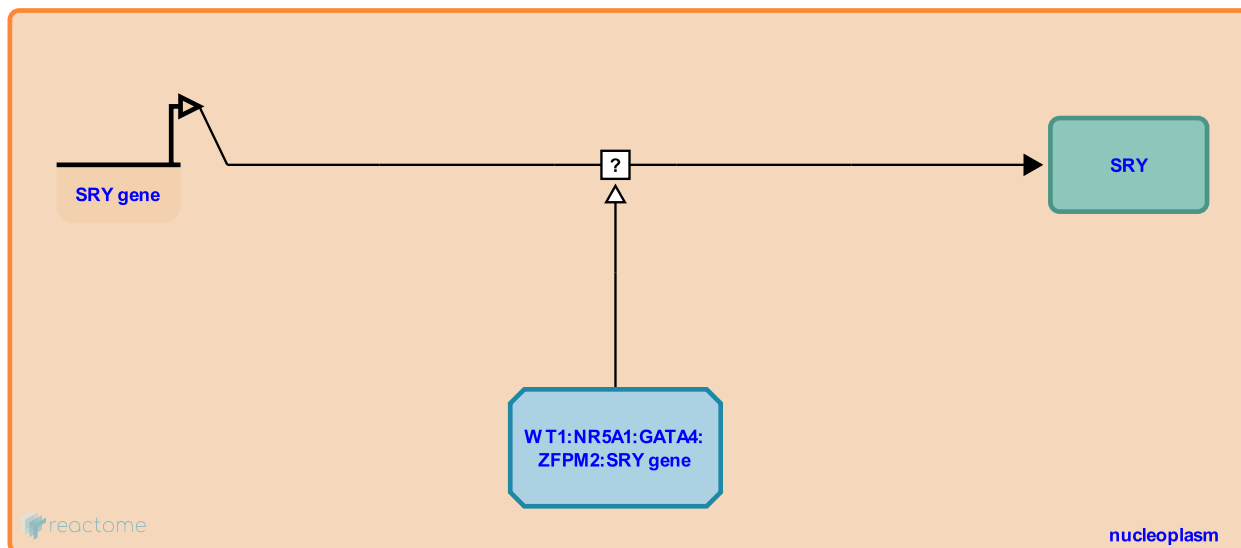 SRY gene
?
SRY
WT1:NR5A1:GATA4:
ZFPM2:SRY gene
reactome
nucleoplasm